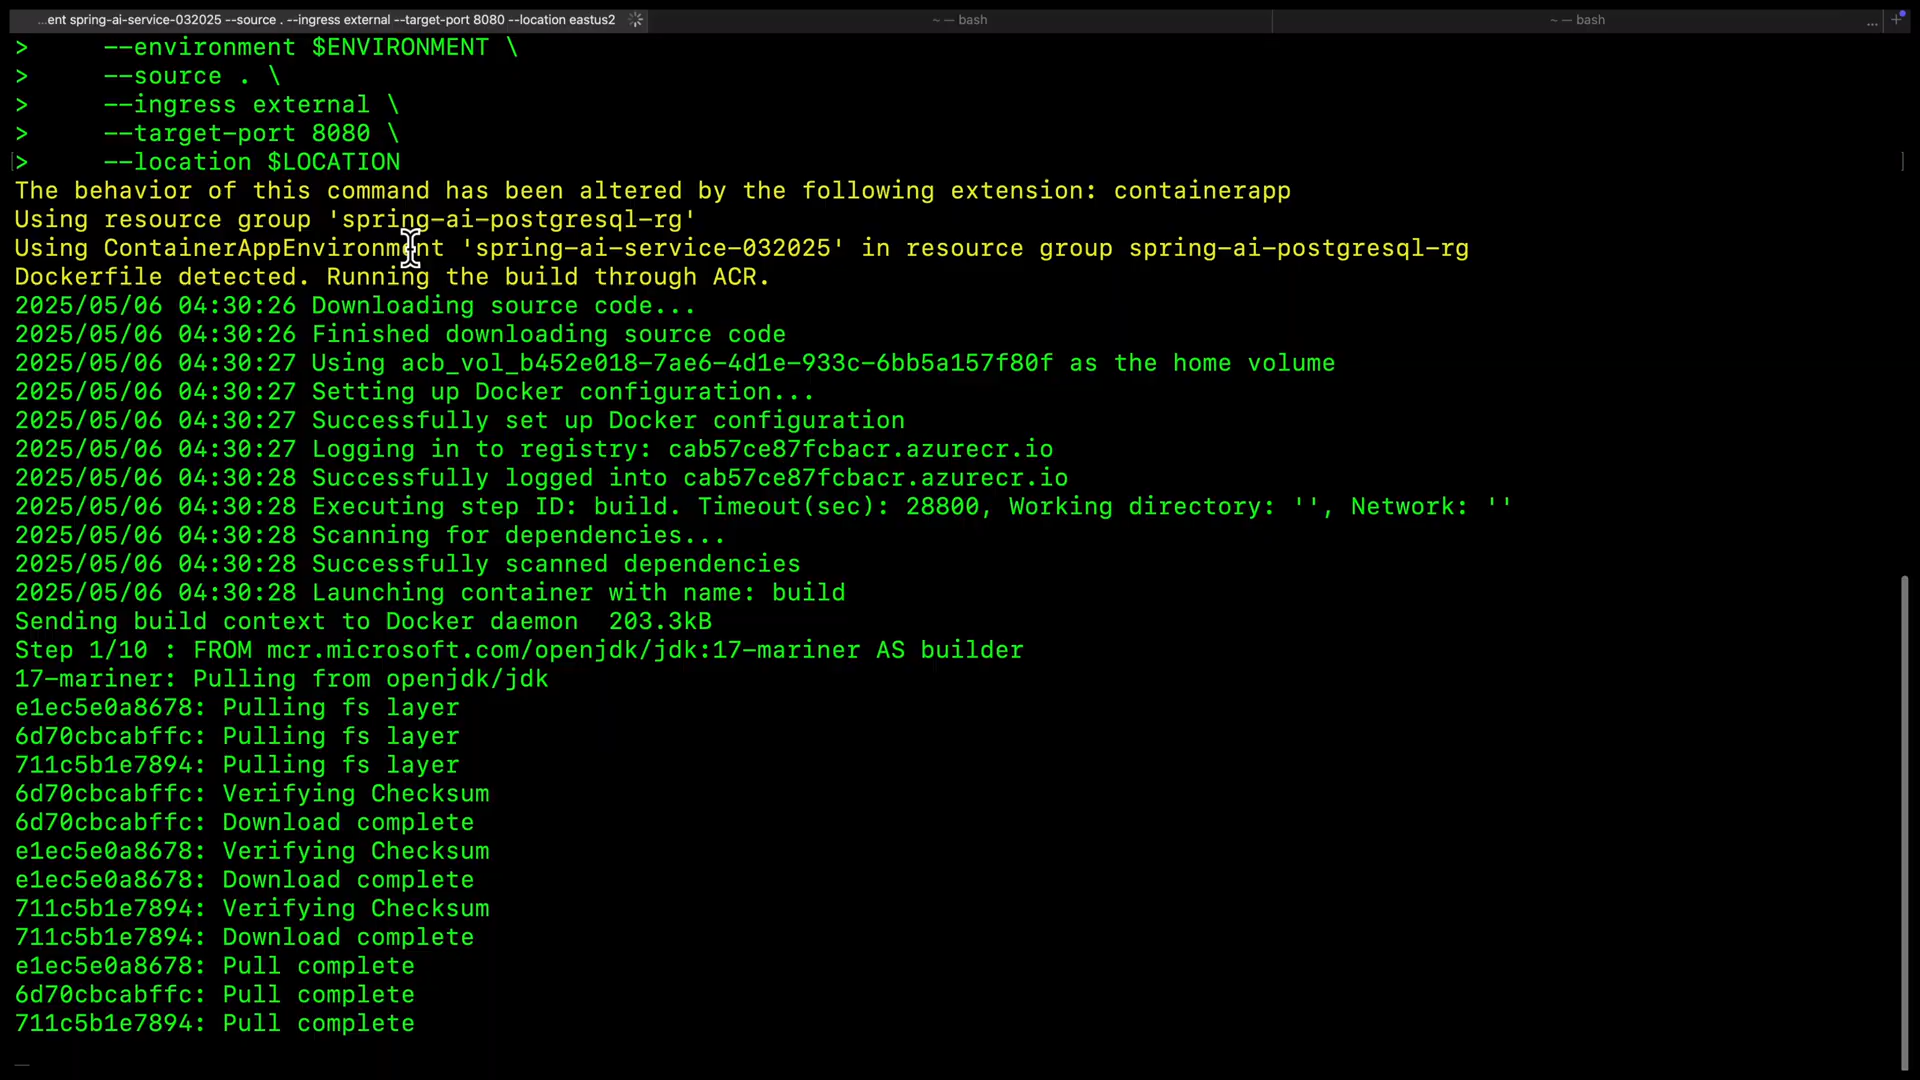 ...ent spring-ai-service-032025 --source . --ingress external --target-port 8080 --location eastus2
~ — bash
~ — bash
... +
>     --environment $ENVIRONMENT \
>     --source . \
>     --ingress external \
>     --target-port 8080 \
>     --location $LOCATION
The behavior of this command has been altered by the following extension: containerapp
Using resource group 'spring-ai-postgresql-rg'
Using ContainerAppEnvironment 'spring-ai-service-032025' in resource group spring-ai-postgresql-rg
Dockerfile detected. Running the build through ACR.
2025/05/06 04:30:26 Downloading source code...
2025/05/06 04:30:26 Finished downloading source code
2025/05/06 04:30:27 Using acb_vol_b452e018-7ae6-4d1e-933c-6bb5a157f80f as the home volume
2025/05/06 04:30:27 Setting up Docker configuration...
2025/05/06 04:30:27 Successfully set up Docker configuration
2025/05/06 04:30:27 Logging in to registry: cab57ce87fcbacr.azurecr.io
2025/05/06 04:30:28 Successfully logged into cab57ce87fcbacr.azurecr.io
2025/05/06 04:30:28 Executing step ID: build. Timeout(sec): 28800, Working directory: '', Network: ''
2025/05/06 04:30:28 Scanning for dependencies...
2025/05/06 04:30:28 Successfully scanned dependencies
2025/05/06 04:30:28 Launching container with name: build
Sending build context to Docker daemon  203.3kB
Step 1/10 : FROM mcr.microsoft.com/openjdk/jdk:17-mariner AS builder
17-mariner: Pulling from openjdk/jdk
e1ec5e0a8678: Pulling fs layer
6d70cbcabffc: Pulling fs layer
711c5b1e7894: Pulling fs layer
6d70cbcabffc: Verifying Checksum
6d70cbcabffc: Download complete
e1ec5e0a8678: Verifying Checksum
e1ec5e0a8678: Download complete
711c5b1e7894: Verifying Checksum
711c5b1e7894: Download complete
e1ec5e0a8678: Pull complete
6d70cbcabffc: Pull complete
711c5b1e7894: Pull complete